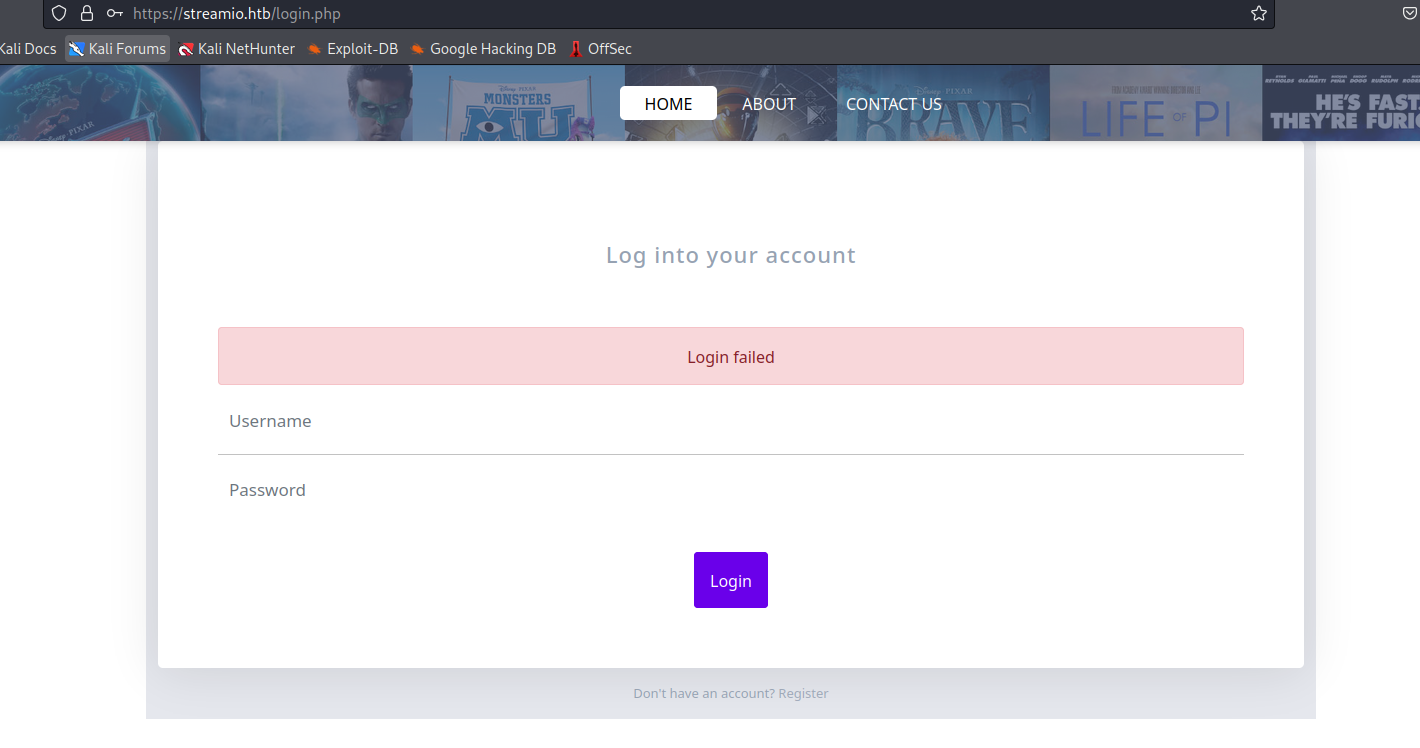 https://streamio.htb/login.php
Kali Docs Kali Forums Kali NetHunter Exploit-DB Google Hacking DB OffSec
DISNEY PIXAR
MONSTERS
MU
HOME ABOUT CONTACT US
DISNEY PIXAR
BRAVE
LIFE OF PI
HE'S FAST.
THEY'RE FURIO
Log into your account
Login failed
Username
Password
Login
Don't have an account? Register